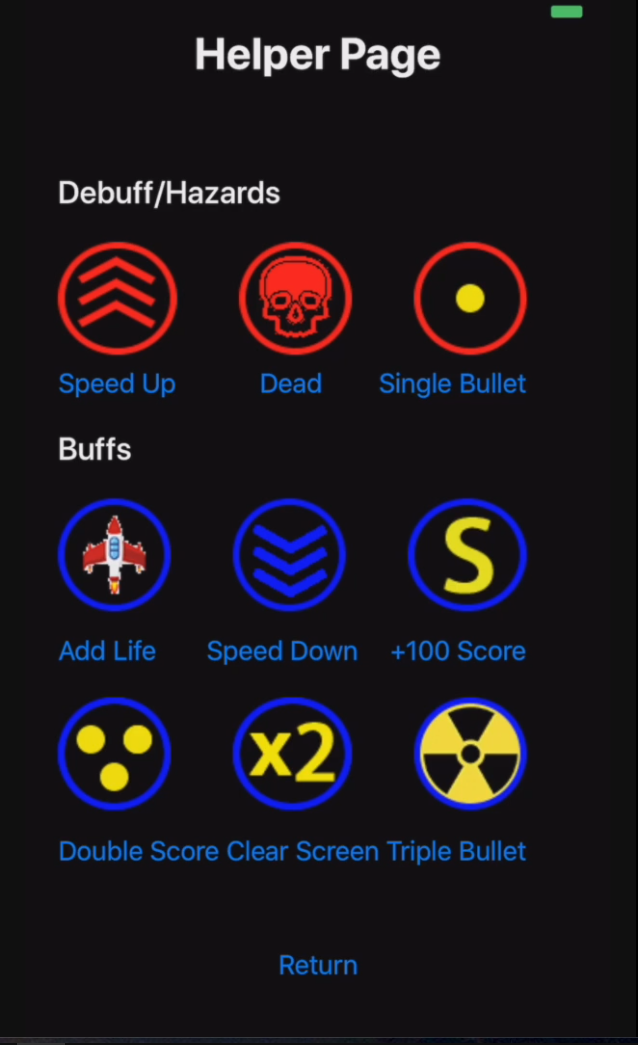 Helper Page
Debuff/Hazards
Speed Up Dead Single Bullet
Buffs
S
Add Life Speed Down +100 Score
x2
Double Score Clear Screen Triple Bullet
Return